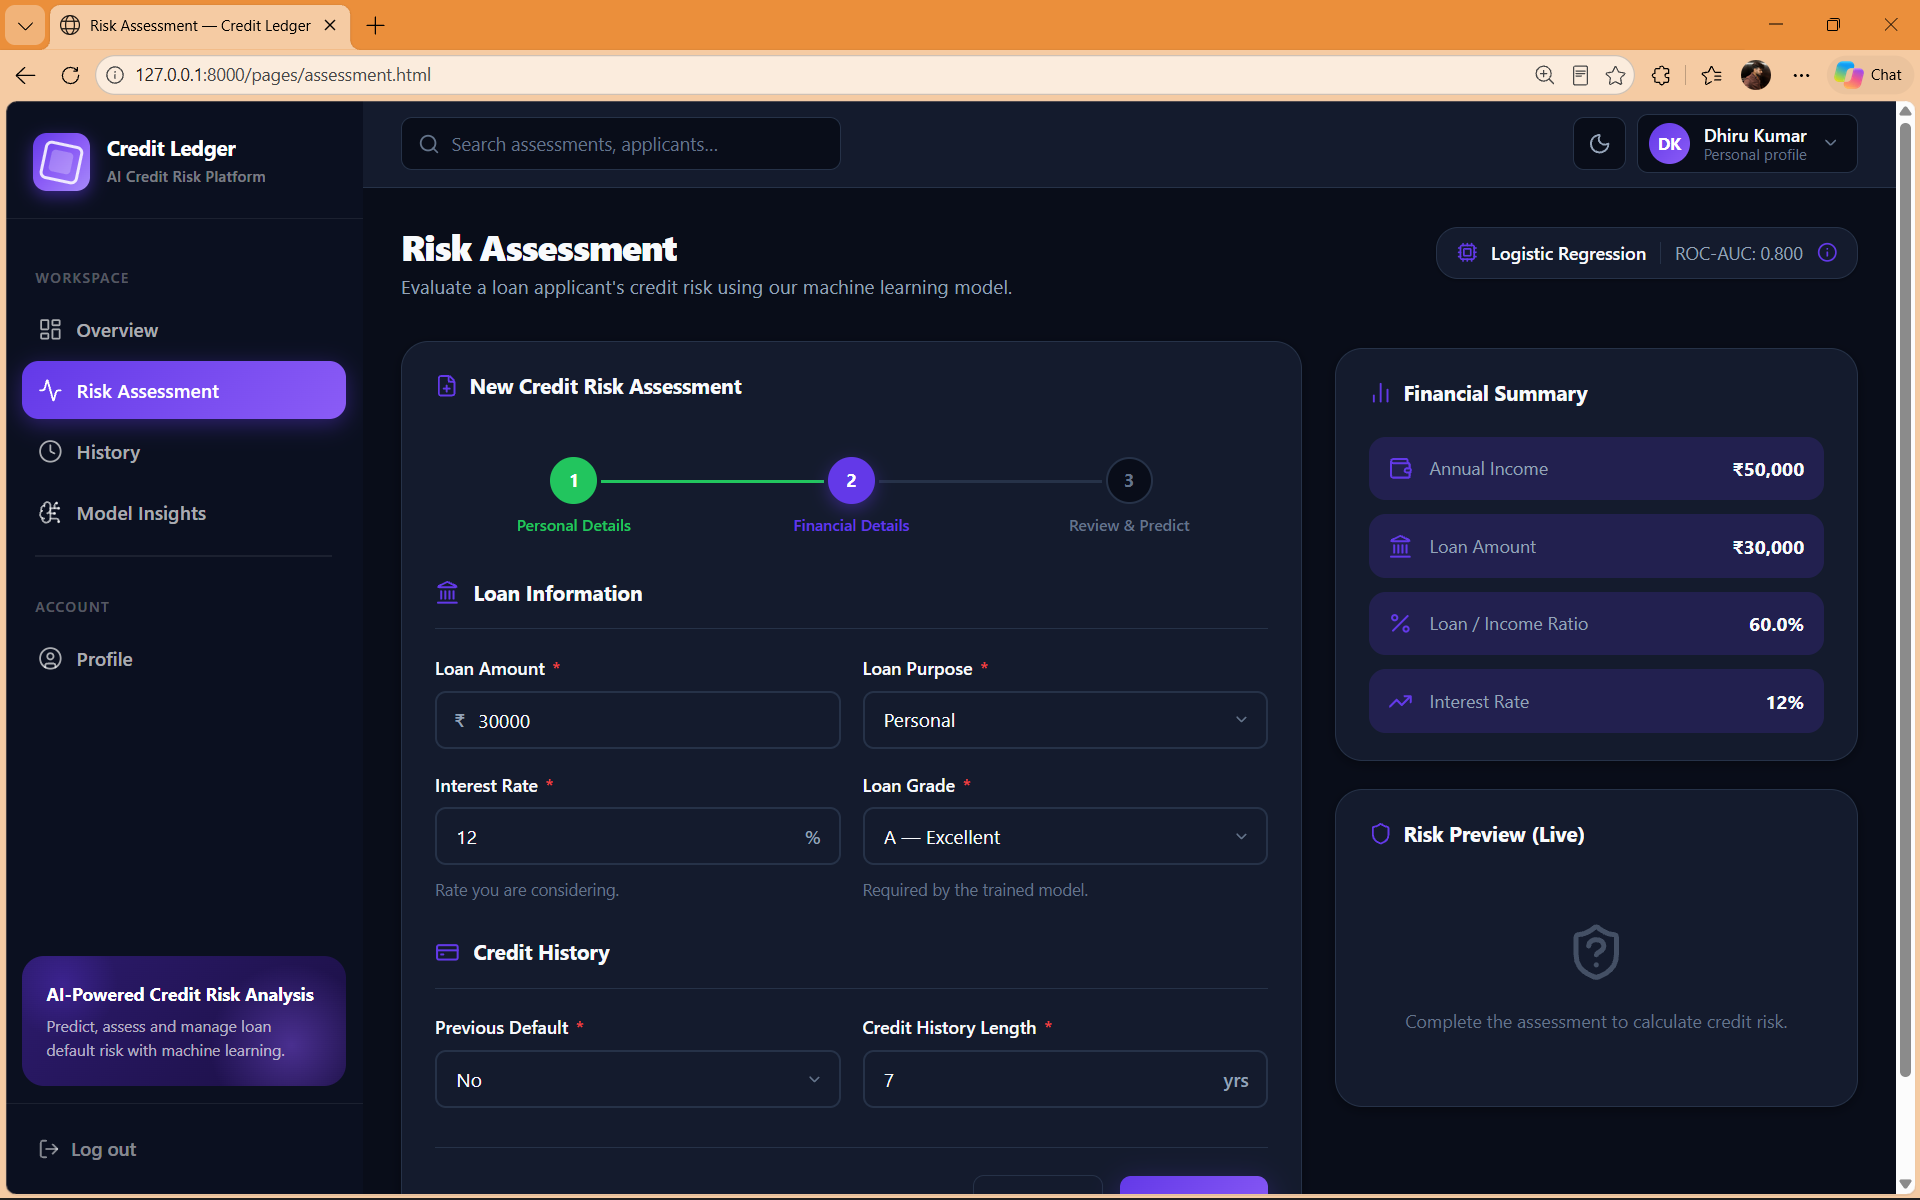 Risk Assessment — Credit Ledger
127.0.0.1:8000/pages/assessment.html
Chat
Credit Ledger
AI Credit Risk Platform
Search assessments, applicants...
DK
Dhiru Kumar
Personal profile
WORKSPACE
Overview
Risk Assessment
History
Model Insights
ACCOUNT
Profile
AI-Powered Credit Risk Analysis
Predict, assess and manage loan
default risk with machine learning.
Log out
Risk Assessment
Evaluate a loan applicant's credit risk using our machine learning model.
Logistic Regression
ROC-AUC: 0.800
New Credit Risk Assessment
1
2
3
Personal Details
Financial Details
Review & Predict
Loan Information
Loan Amount *
Loan Purpose *
₹ 30000
Personal
Interest Rate *
Loan Grade *
12 %
A — Excellent
Rate you are considering.
Required by the trained model.
Credit History
Previous Default *
Credit History Length *
No
7 yrs
Financial Summary
Annual Income ₹50,000
Loan Amount ₹30,000
Loan / Income Ratio 60.0%
Interest Rate 12%
Risk Preview (Live)
Complete the assessment to calculate credit risk.